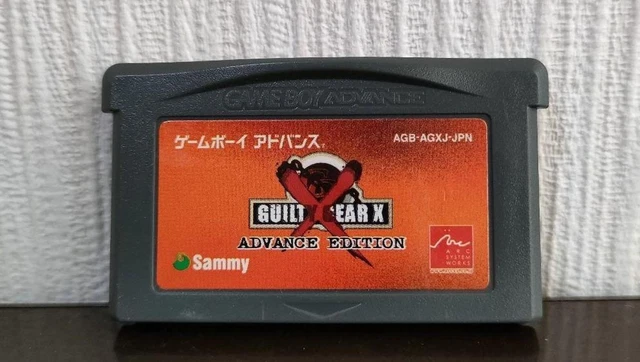 GAME BOY ADVANCE
ゲームボーイ アドバンス
AGB-AGXJ-JPN
GUILTY GEAR X
ADVANCE EDITION
Sammy
ARC
SYSTEM
WORKS